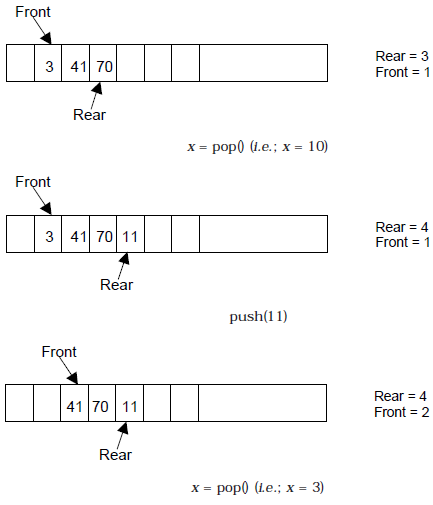 Front
3 41 70
Rear = 3
Front = 1
Rear
x = pop() (i.e.; x = 10)
Front
3 41 70 11
Rear = 4
Front = 1
Rear
push(11)
Front
41 70 11
Rear = 4
Front = 2
Rear
x = pop() (i.e.; x = 3)